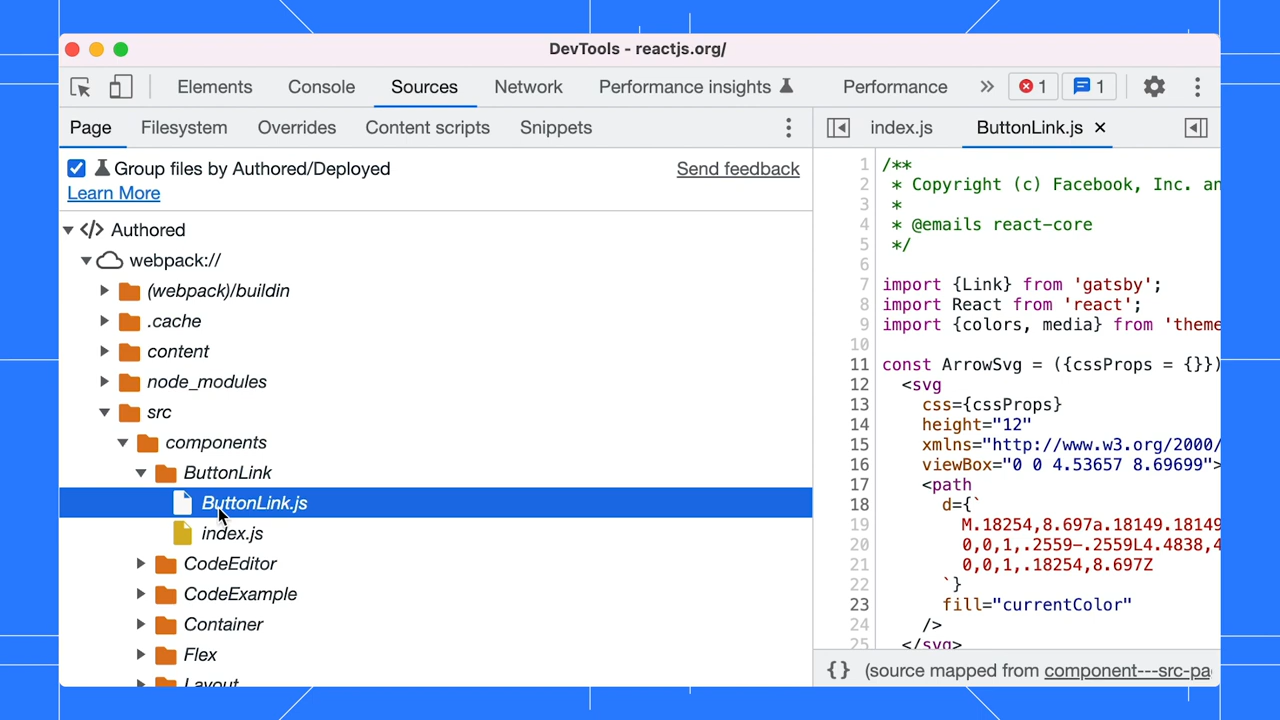 DevTools - reactjs.org/
Elements Console Sources Network Performance insights Performance » 1 1
Page Filesystem Overrides Content scripts Snippets
index.js ButtonLink.js ×
Group files by Authored/Deployed Send feedback
Learn More
</> Authored
webpack://
(webpack)/buildin
.cache
content
node_modules
src
components
ButtonLink
ButtonLink.js
index.js
CodeEditor
CodeExample
Container
Flex
Layout
1 /**
2 * Copyright (c) Facebook, Inc. an
3 *
4 * @emails react-core
5 */
6
7 import {Link} from 'gatsby';
8 import React from 'react';
9 import {colors, media} from 'theme
10
11 const ArrowSvg = ({cssProps = {}})
12 <svg
13 css={cssProps}
14 height="12"
15 xmlns="http://www.w3.org/2000/
16 viewBox="0 0 4.53657 8.69699">
17 <path
18 d={`
19 M.18254,8.697a.18149.18149
20 0,0,1,.2559-.2559L4.4838,4
21 0,0,1,.18254,8.697Z
22 `}
23 fill="currentColor"
24 />
25 </svg>
{} (source mapped from component---src-pa